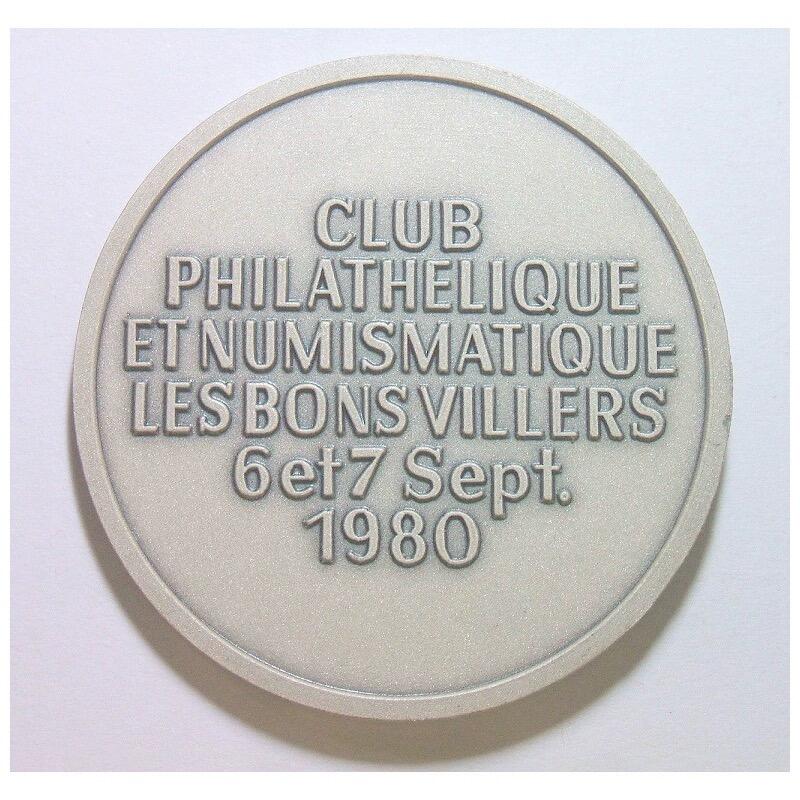 CLUB
PHILATHELIQUE
ET NUMISMATIQUE
LES BONS VILLERS
6 et 7 Sept.
1980